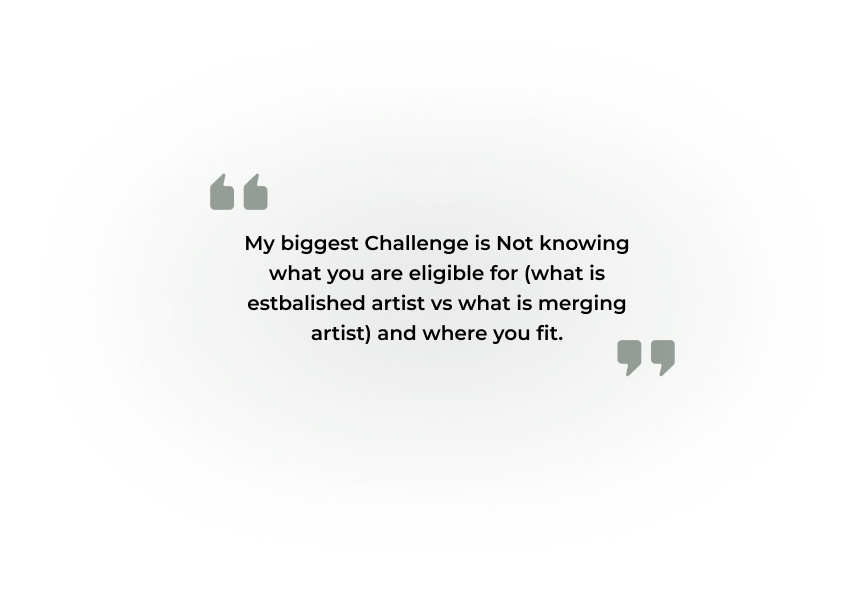 My biggest Challenge is Not knowing
what you are eligible for (what is
estbalished artist vs what is merging
artist) and where you fit.